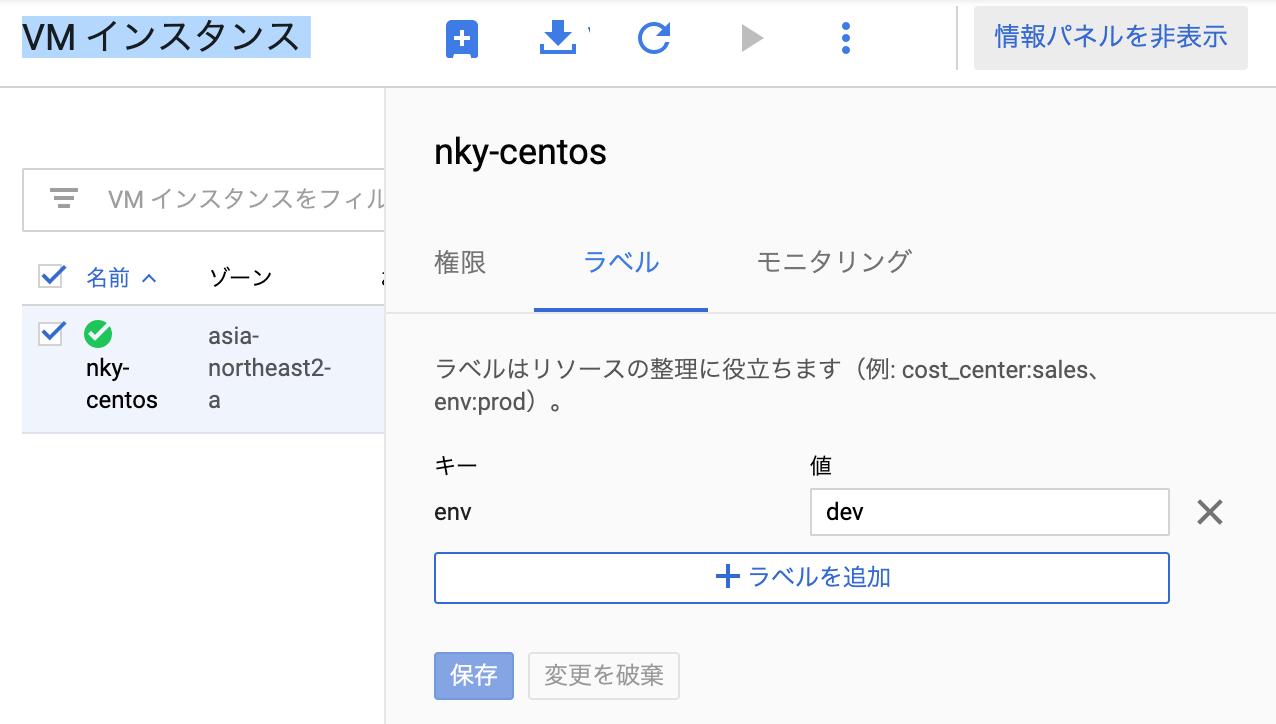 VM インスタンス
情報パネルを非表示
VM インスタンスをフィル
名前 ゾーン
nky-
centos
asia-
northeast2-
a
nky-centos
権限 ラベル モニタリング
ラベルはリソースの整理に役立ちます（例: cost_center:sales、
env:prod）。
キー 値
env dev
ラベルを追加
保存 変更を破棄